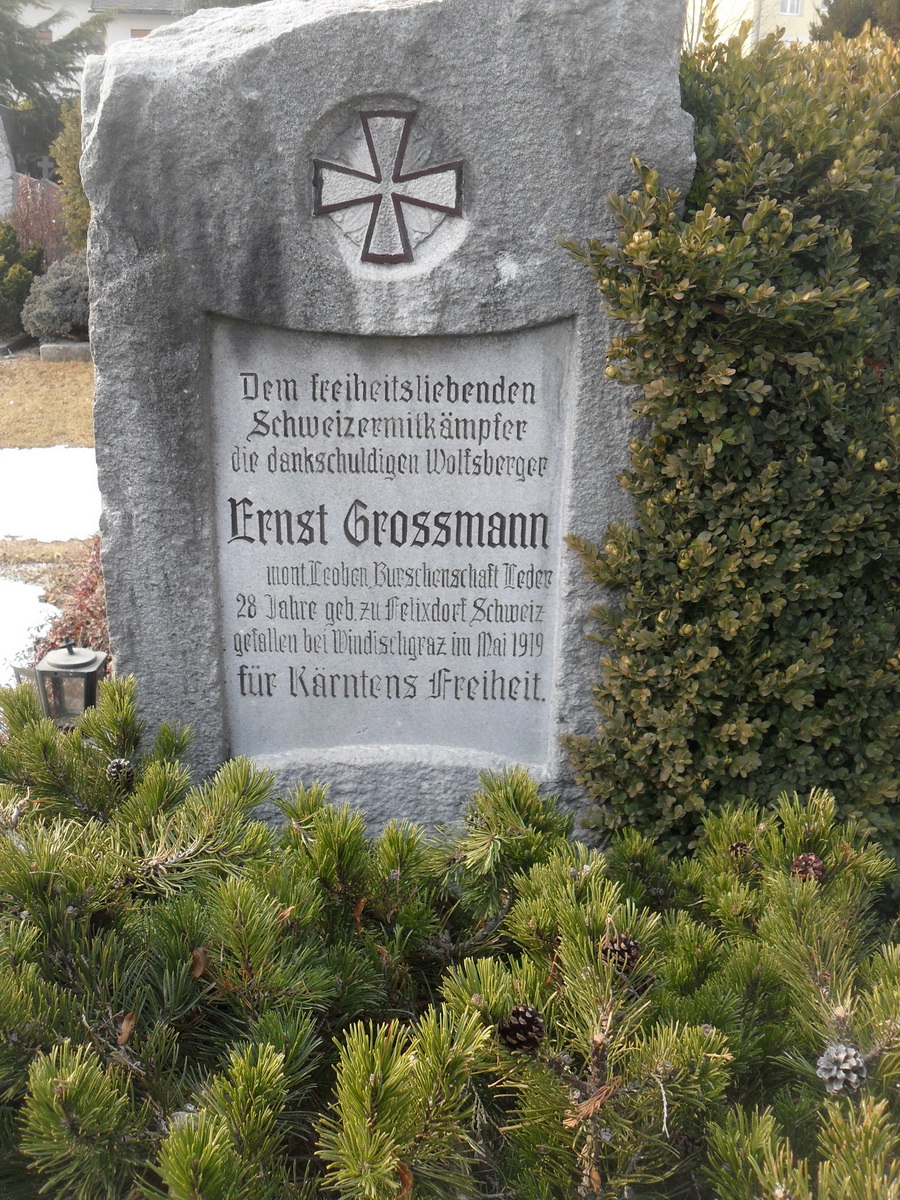 Dem freiheitsliebenden
Schweizermitkämpfer
die dankschuldigen Wolfsberger
Ernst Grossmann
mont. Leoben Burschenschaft Leder
28 Jahre geb. zu Felixdorf Schweiz
gefallen bei Windischgraz im Mai 1919
für Kärntens Freiheit.